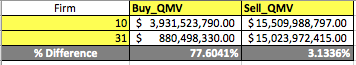 Firm Buy_QMV Sell_QMV
10 $ 3,931,523,790.00 $15,509,988,797.00
31 $ 880,498,330.00 $15,023,972,415.00
% Difference 77.6041% 3.1336%